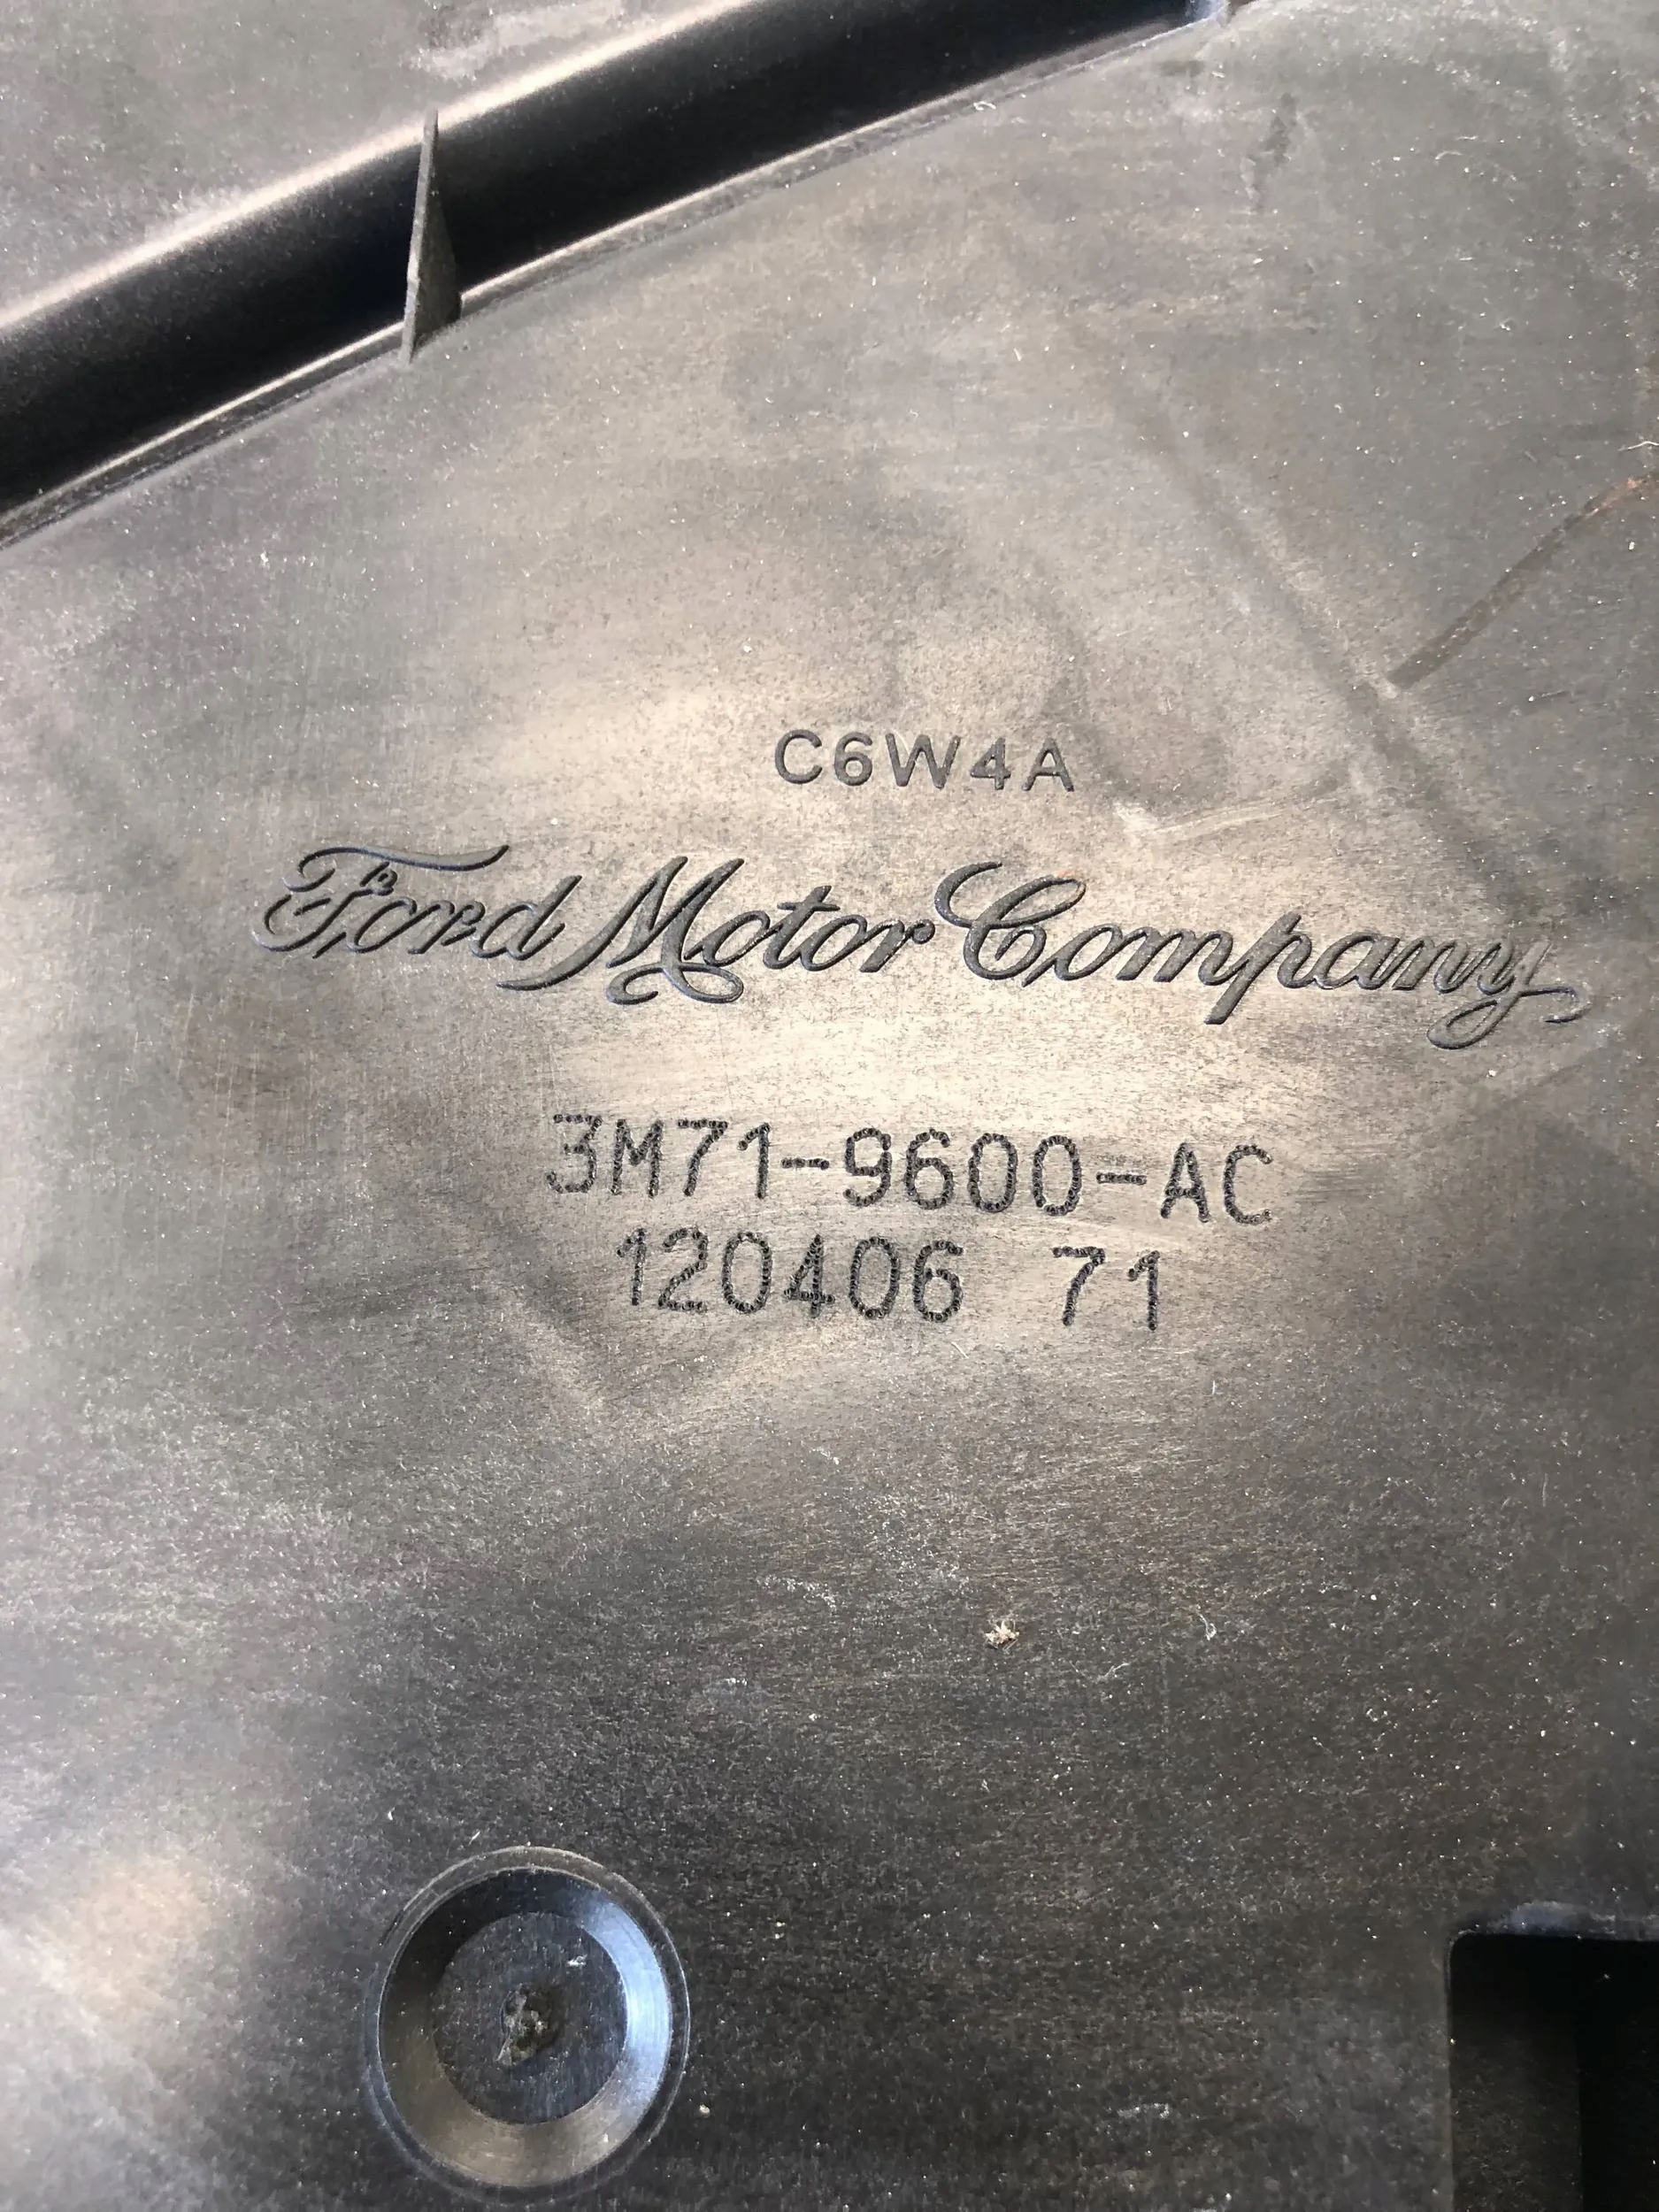 C6W4A
Ford Motor Company
3M71-9600-AC
120406 71